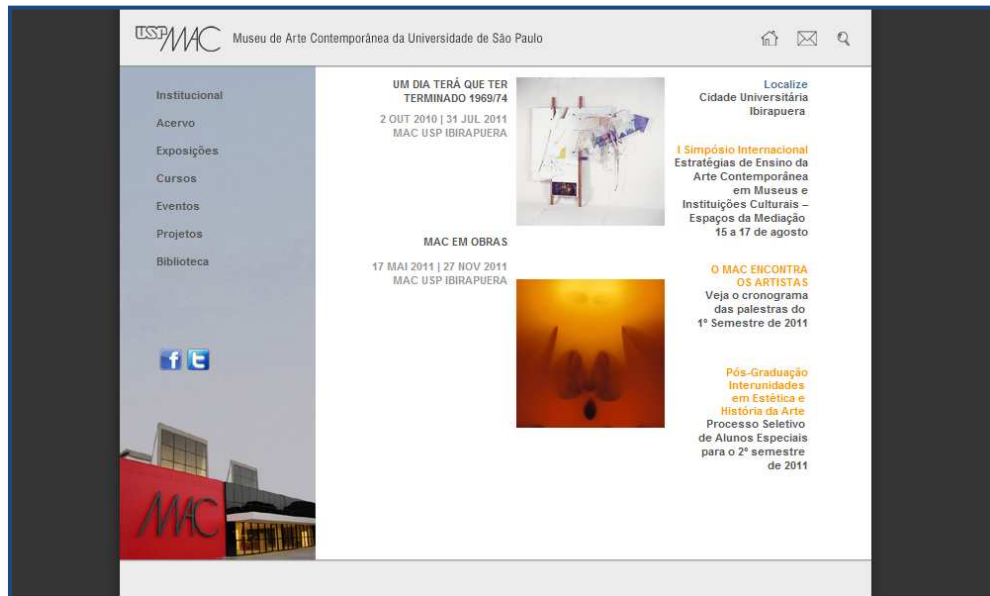 USP MAC
Museu de Arte Contemporânea da Universidade de São Paulo
Institucional
Acervo
Exposições
Cursos
Eventos
Projetos
Biblioteca
f t
MAC
UM DIA TERÁ QUE TER
TERMINADO 1969/74
2 OUT 2010 | 31 JUL 2011
MAC USP IBIRAPUERA
MAC EM OBRAS
17 MAI 2011 | 27 NOV 2011
MAC USP IBIRAPUERA
Localize
Cidade Universitária
Ibirapuera
I Simpósio Internacional
Estratégias de Ensino da
Arte Contemporânea
em Museus e
Instituições Culturais –
Espaços da Mediação
15 a 17 de agosto
O MAC ENCONTRA
OS ARTISTAS
Veja o cronograma
das palestras do
1º Semestre de 2011
Pós-Graduação
Interunidades
em Estética e
História da Arte
Processo Seletivo
de Alunos Especiais
para o 2º semestre
de 2011